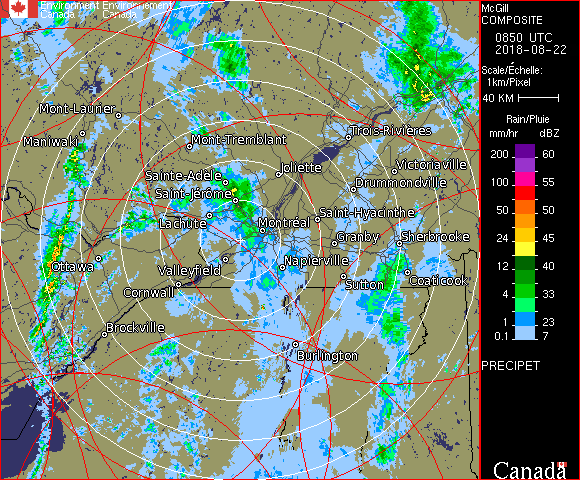 Environment Environnement
Canada Canada
McGill
COMPOSITE
0850 UTC
2018-08-22
Scale/Échelle:
1km/Pixel
40 KM
Rain/Pluie
mm/hr dBZ
200 60
100 55
50 50
24 45
12 40
8 33
4 30
1 23
0.1 7
PRECIPET
Canada
Mont-Laurier
Maniwaki
Mont-Tremblant
Trois-Rivières
Joliette
Victoriaville
Sainte-Adèle
Drummondville
Saint-Jérôme
Saint-Hyacinthe
Lachute
Montréal
Granby
Sherbrooke
Ottawa
Valleyfield
Napierville
Coaticook
Cornwall
Sutton
Brockville
Burlington